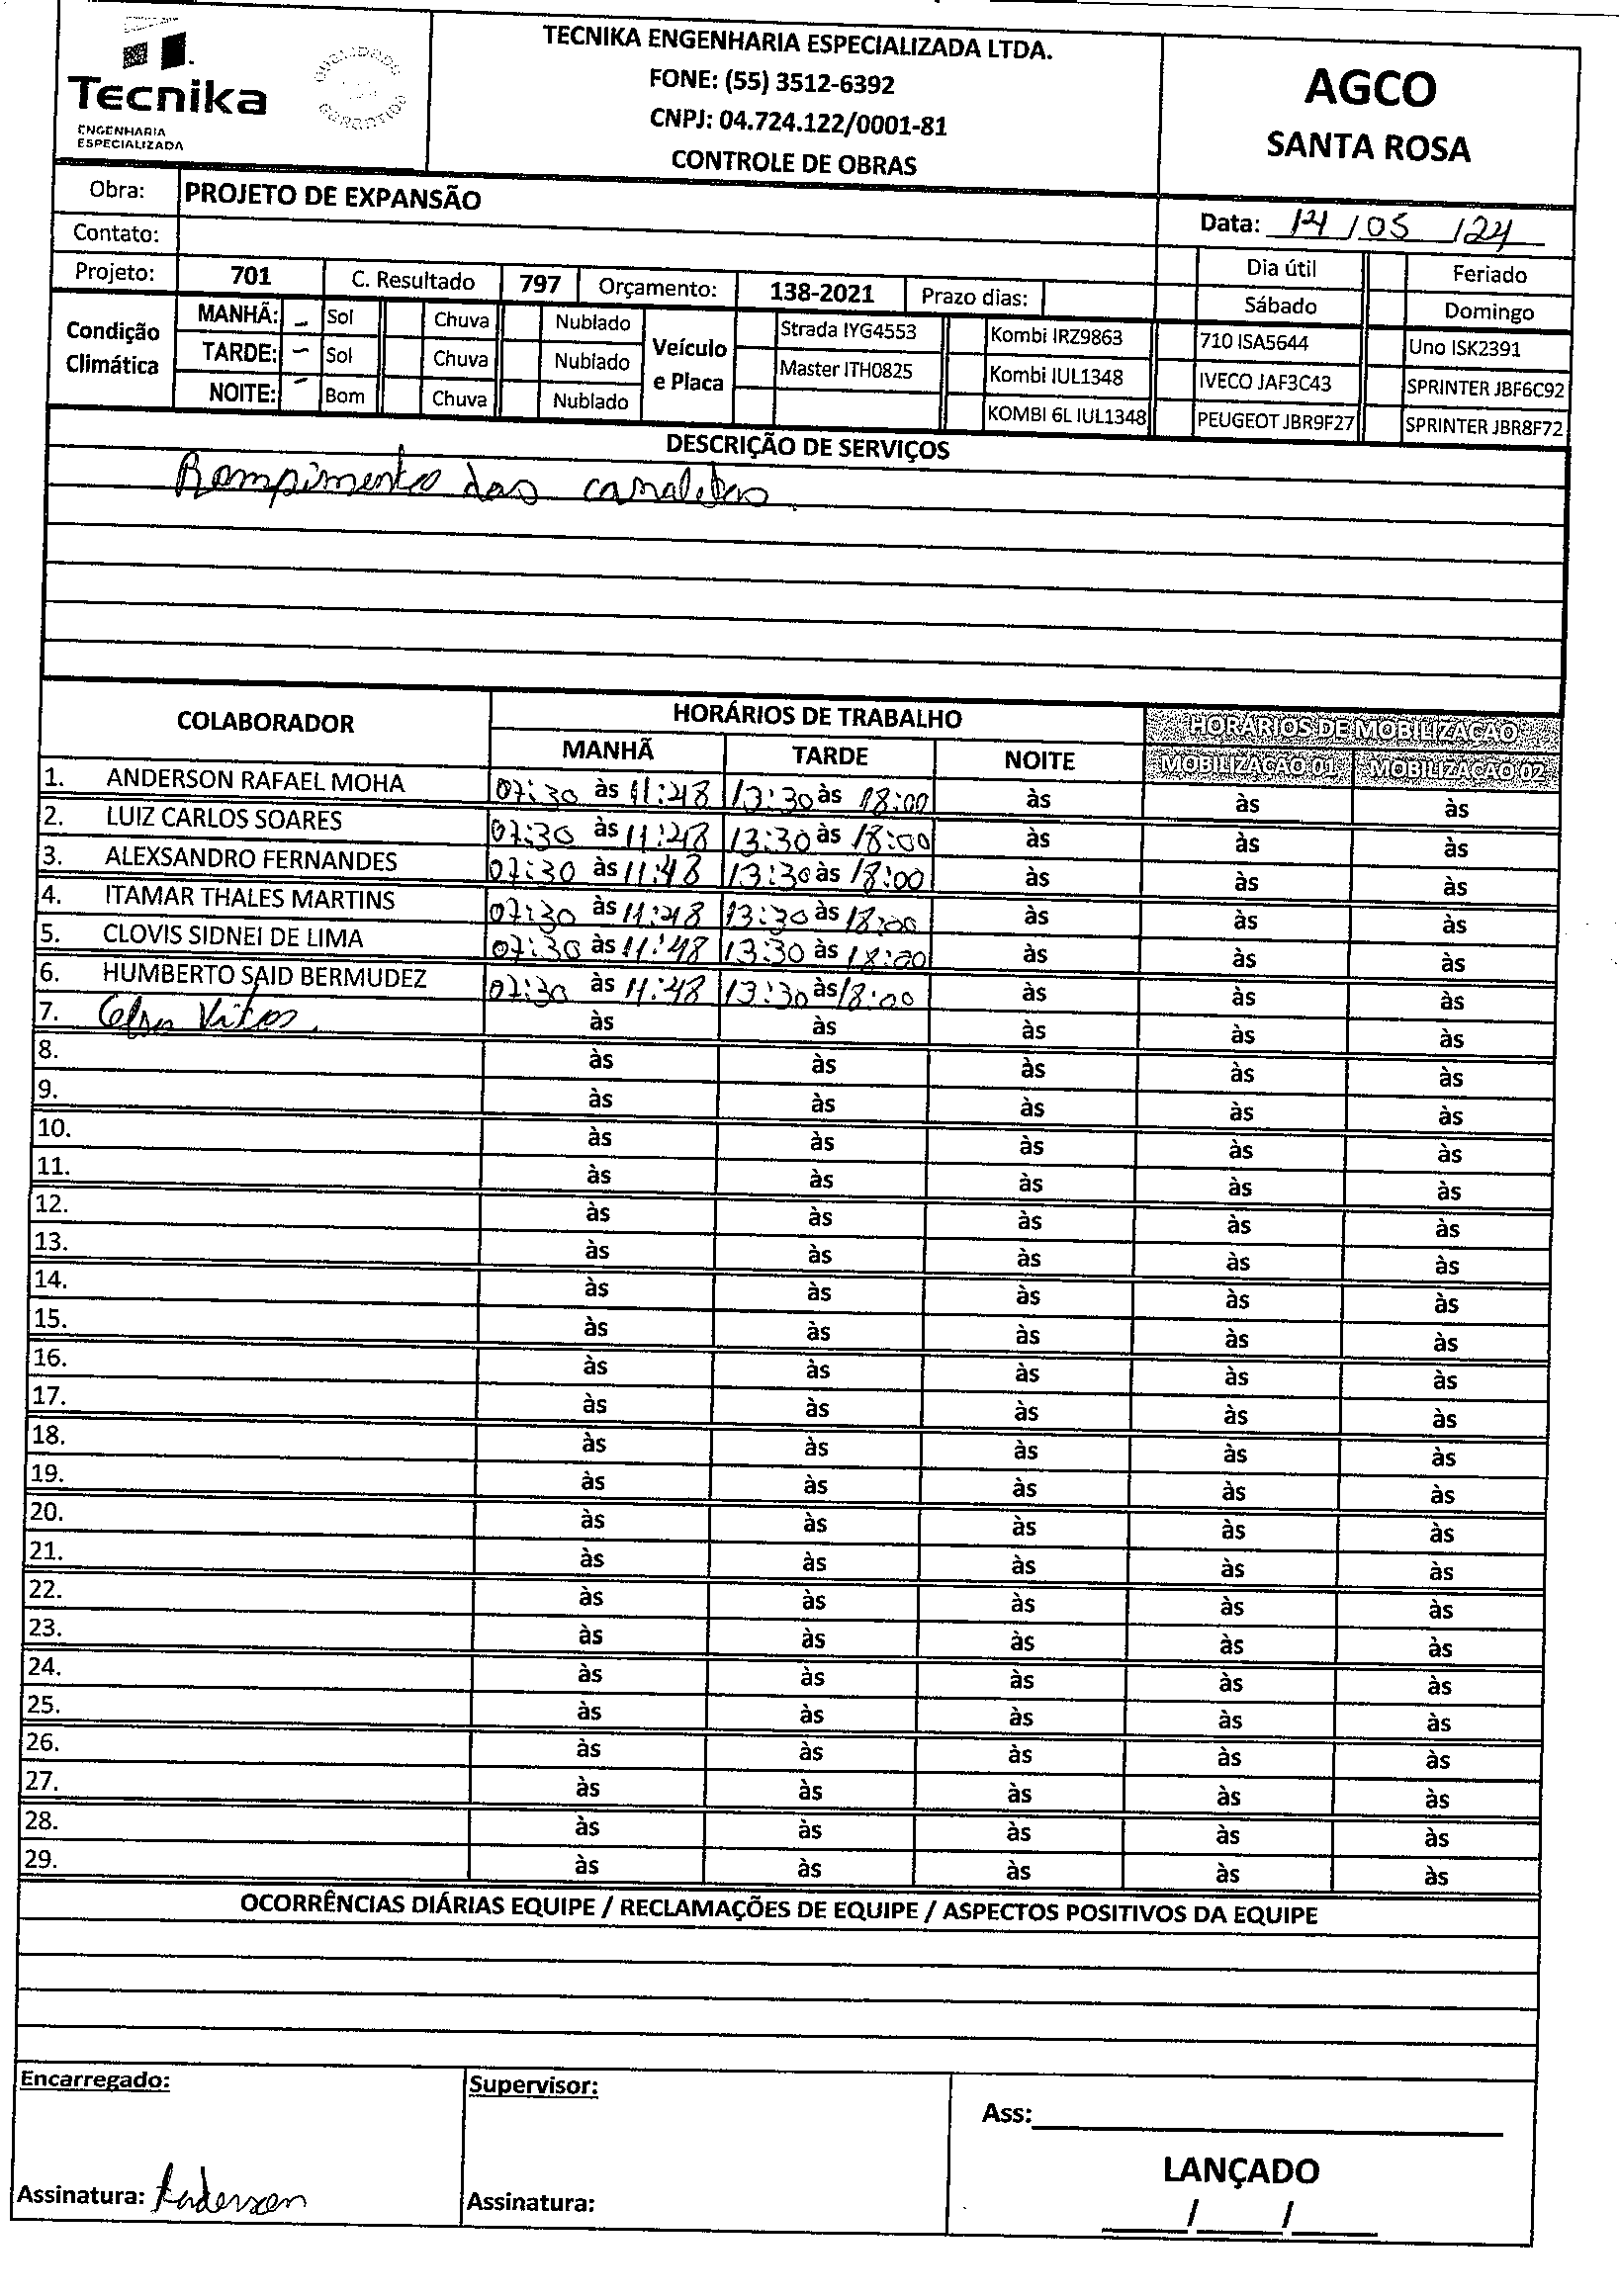 Tecnika
ENGENHARIA
ESPECIALIZADA
QUALIDADE GARANTIDO
TECNIKA ENGENHARIA ESPECIALIZADA LTDA.
FONE: (55) 3512-6392
CNPJ: 04.724.122/0001-81
CONTROLE DE OBRAS
AGCO
SANTA ROSA
Obra: PROJETO DE EXPANSÃO
Data: 14 / 05 / 24
Contato:
Dia útil Feriado
Projeto: 701 C. Resultado 797 Orçamento: 138-2021 Prazo dias:
Sábado Domingo
Condição Climática
MANHÃ: - Sol Chuva Nublado
TARDE: - Sol Chuva Nublado
NOITE: - Bom Chuva Nublado
Veículo e Placa
Strada IYG4553 Kombi IRZ9863 710 ISA5644 Uno ISK2391
Master ITH0825 Kombi IUL1348 IVECO JAF3C43 SPRINTER JBF6C92
KOMBI 6L IUL1348 PEUGEOT JBR9F27 SPRINTER JBR8F72
DESCRIÇÃO DE SERVIÇOS
Rompimento das canaletas.
COLABORADOR HORÁRIOS DE TRABALHO HORÁRIOS DE MOBILIZAÇÃO
MANHÃ TARDE NOITE MOBILIZAÇÃO 01 MOBILIZAÇÃO 02
1. ANDERSON RAFAEL MOHA 07:30 às 11:48 13:30 às 18:00 às às às
2. LUIZ CARLOS SOARES 07:30 às 11:48 13:30 às 18:00 às às às
3. ALEXSANDRO FERNANDES 07:30 às 11:48 13:30 às 18:00 às às às
4. ITAMAR THALES MARTINS 07:30 às 11:48 13:30 às 18:00 às às às
5. CLOVIS SIDNEI DE LIMA 07:30 às 11:48 13:30 às 18:00 às às às
6. HUMBERTO SAID BERMUDEZ 07:30 às 11:48 13:30 às 18:00 às às às
7. às às às às às
8. às às às às às
9. às às às às às
10. às às às às às
11. às às às às às
12. às às às às às
13. às às às às às
14. às às às às às
15. às às às às às
16. às às às às às
17. às às às às às
18. às às às às às
19. às às às às às
20. às às às às às
21. às às às às às
22. às às às às às
23. às às às às às
24. às às às às às
25. às às às às às
26. às às às às às
27. às às às às às
28. às às às às às
29. às às às às às
OCORRÊNCIAS DIÁRIAS EQUIPE / RECLAMAÇÕES DE EQUIPE / ASPECTOS POSITIVOS DA EQUIPE
Encarregado: Supervisor:
Ass:
LANÇADO
Assinatura: Anderson Assinatura:
/ /